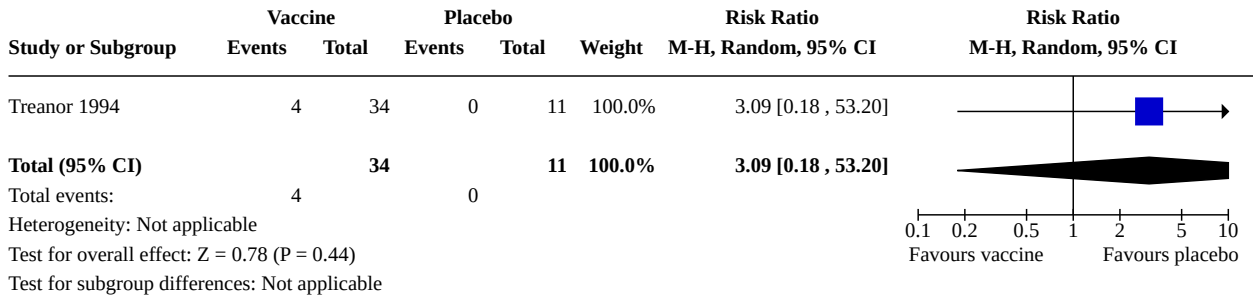 Vaccine Placebo Risk Ratio Risk Ratio
Study or Subgroup Events Total Events Total Weight M-H, Random, 95% CI M-H, Random, 95% CI
Treanor 1994 4 34 0 11 100.0% 3.09 [0.18 , 53.20]
Total (95% CI) 34 11 100.0% 3.09 [0.18 , 53.20]
Total events: 4 0
Heterogeneity: Not applicable
0.1 0.2 0.5 1 2 5 10
Test for overall effect: Z = 0.78 (P = 0.44)
Favours vaccine Favours placebo
Test for subgroup differences: Not applicable